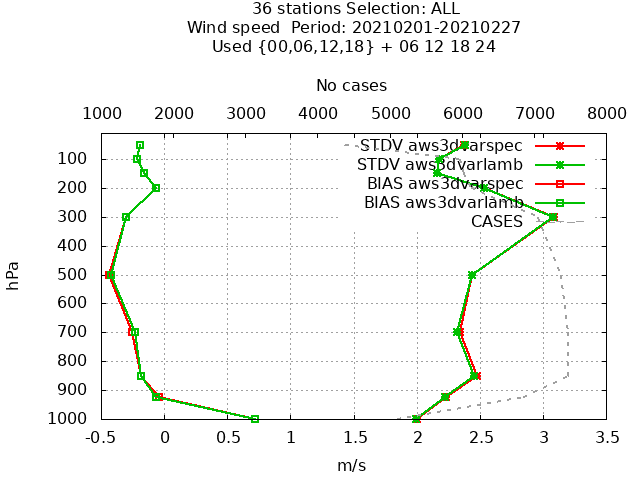 36 stations Selection: ALL
Wind speed  Period: 20210201-20210227
Used {00,06,12,18} + 06 12 18 24
No cases
1000 2000 3000 4000 5000 6000 7000 8000
STDV aws3dvarspec
STDV aws3dvarlamb
BIAS aws3dvarspec
BIAS aws3dvarlamb
CASES
100
200
300
400
500
600
700
800
900
1000
hPa
-0.5 0 0.5 1 1.5 2 2.5 3 3.5
m/s